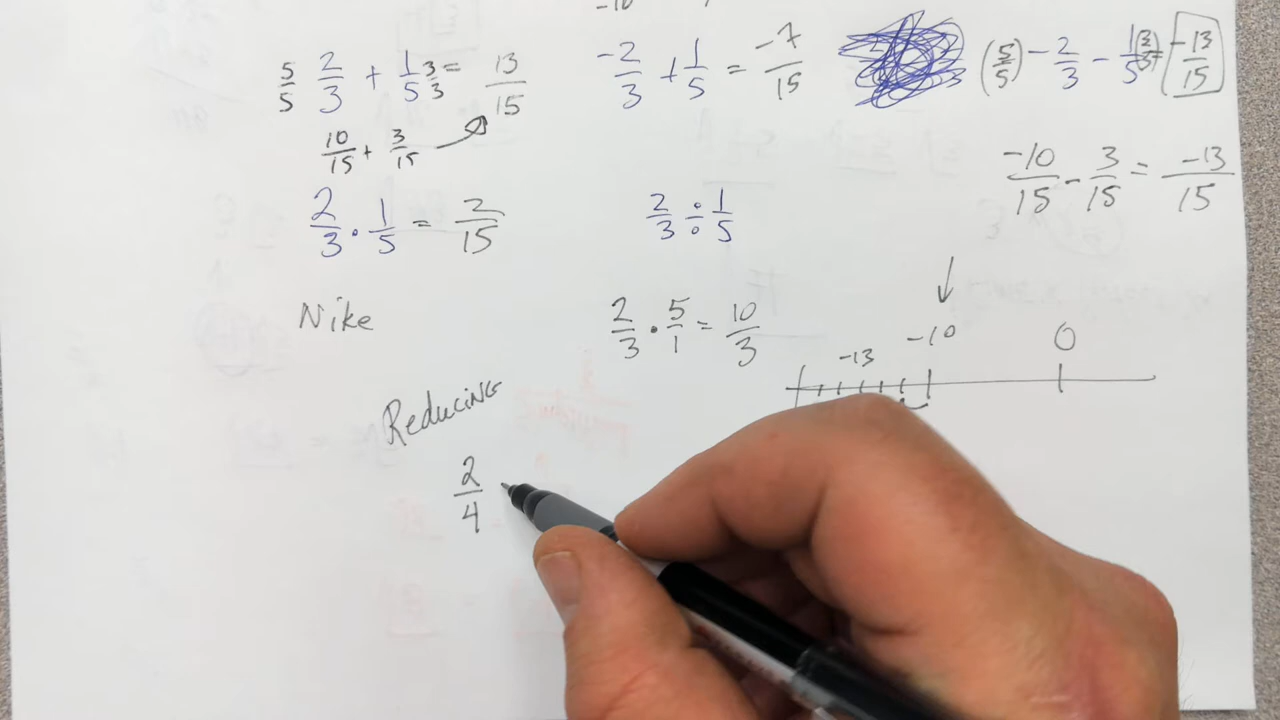 -10
5/5 2/3 + 1/5 3/3 = 13/15
10/15 + 3/15
2/3 · 1/5 = 2/15
Nike
Reducing
2/4
-2/3 + 1/5 = -7/15
2/3 ÷ 1/5
2/3 · 5/1 = 10/3
(5/5) -2/3 - 1/5 (3/3) = -13/15
-10/15 - 3/15 = -13/15
-13 -10 0